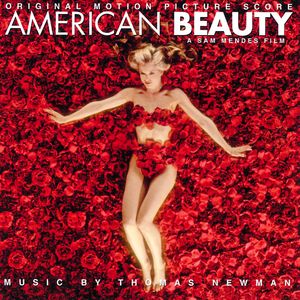 ORIGINAL MOTION PICTURE SCORE
AMERICAN BEAUTY
A SAM MENDES FILM
MUSIC BY THOMAS NEWMAN